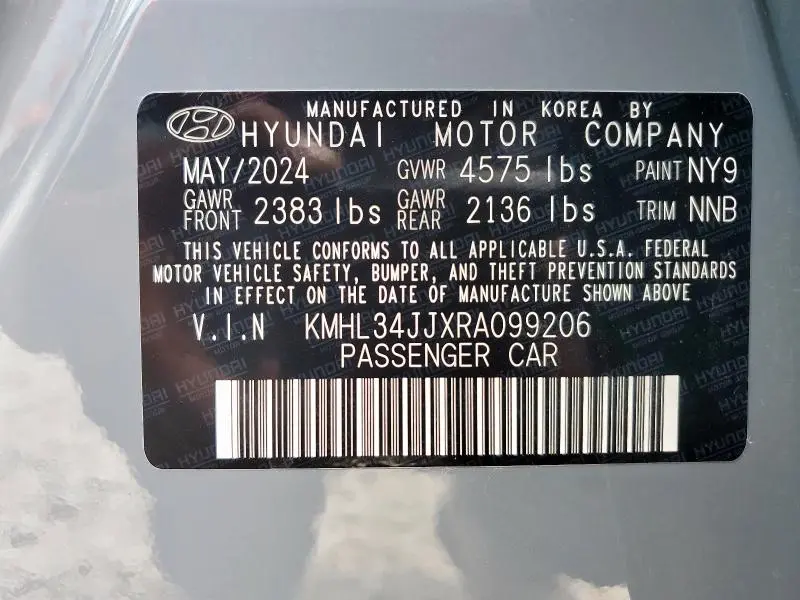 MANUFACTURED IN KOREA BY
HYUNDAI MOTOR COMPANY
MAY/2024 GVWR 4575 lbs PAINT NY9
GAWR FRONT 2383 lbs GAWR REAR 2136 lbs TRIM NNB
THIS VEHICLE CONFORMS TO ALL APPLICABLE U.S.A. FEDERAL
MOTOR VEHICLE SAFETY, BUMPER, AND THEFT PREVENTION STANDARDS
IN EFFECT ON THE DATE OF MANUFACTURE SHOWN ABOVE
V.I.N KMHL34JJXRA099206
PASSENGER CAR